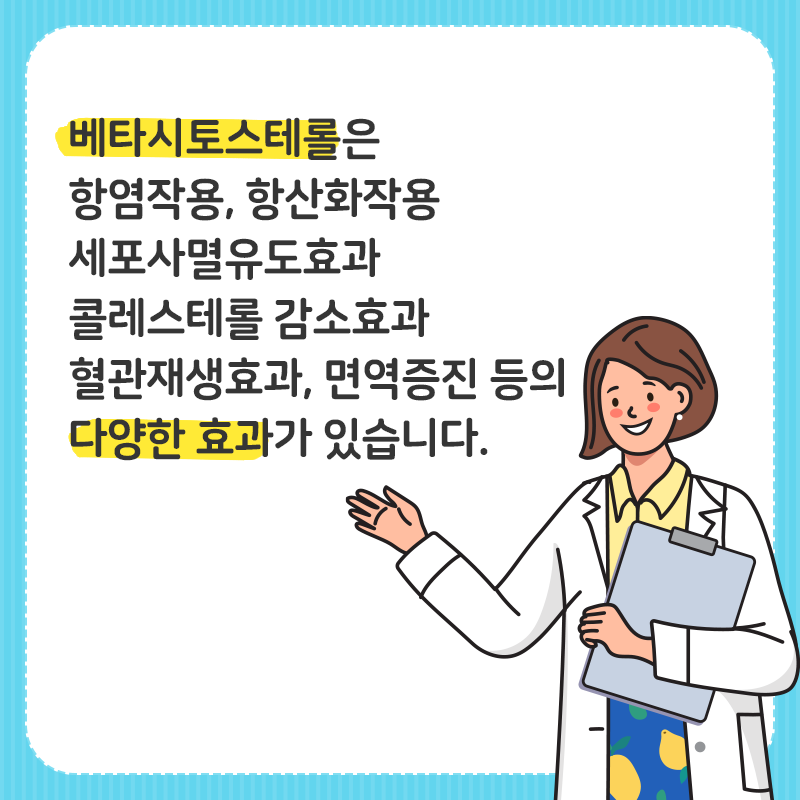 베타시토스테롤은
항염작용, 항산화작용
세포사멸유도효과
콜레스테롤 감소효과
혈관재생효과, 면역증진 등의
다양한 효과가 있습니다.